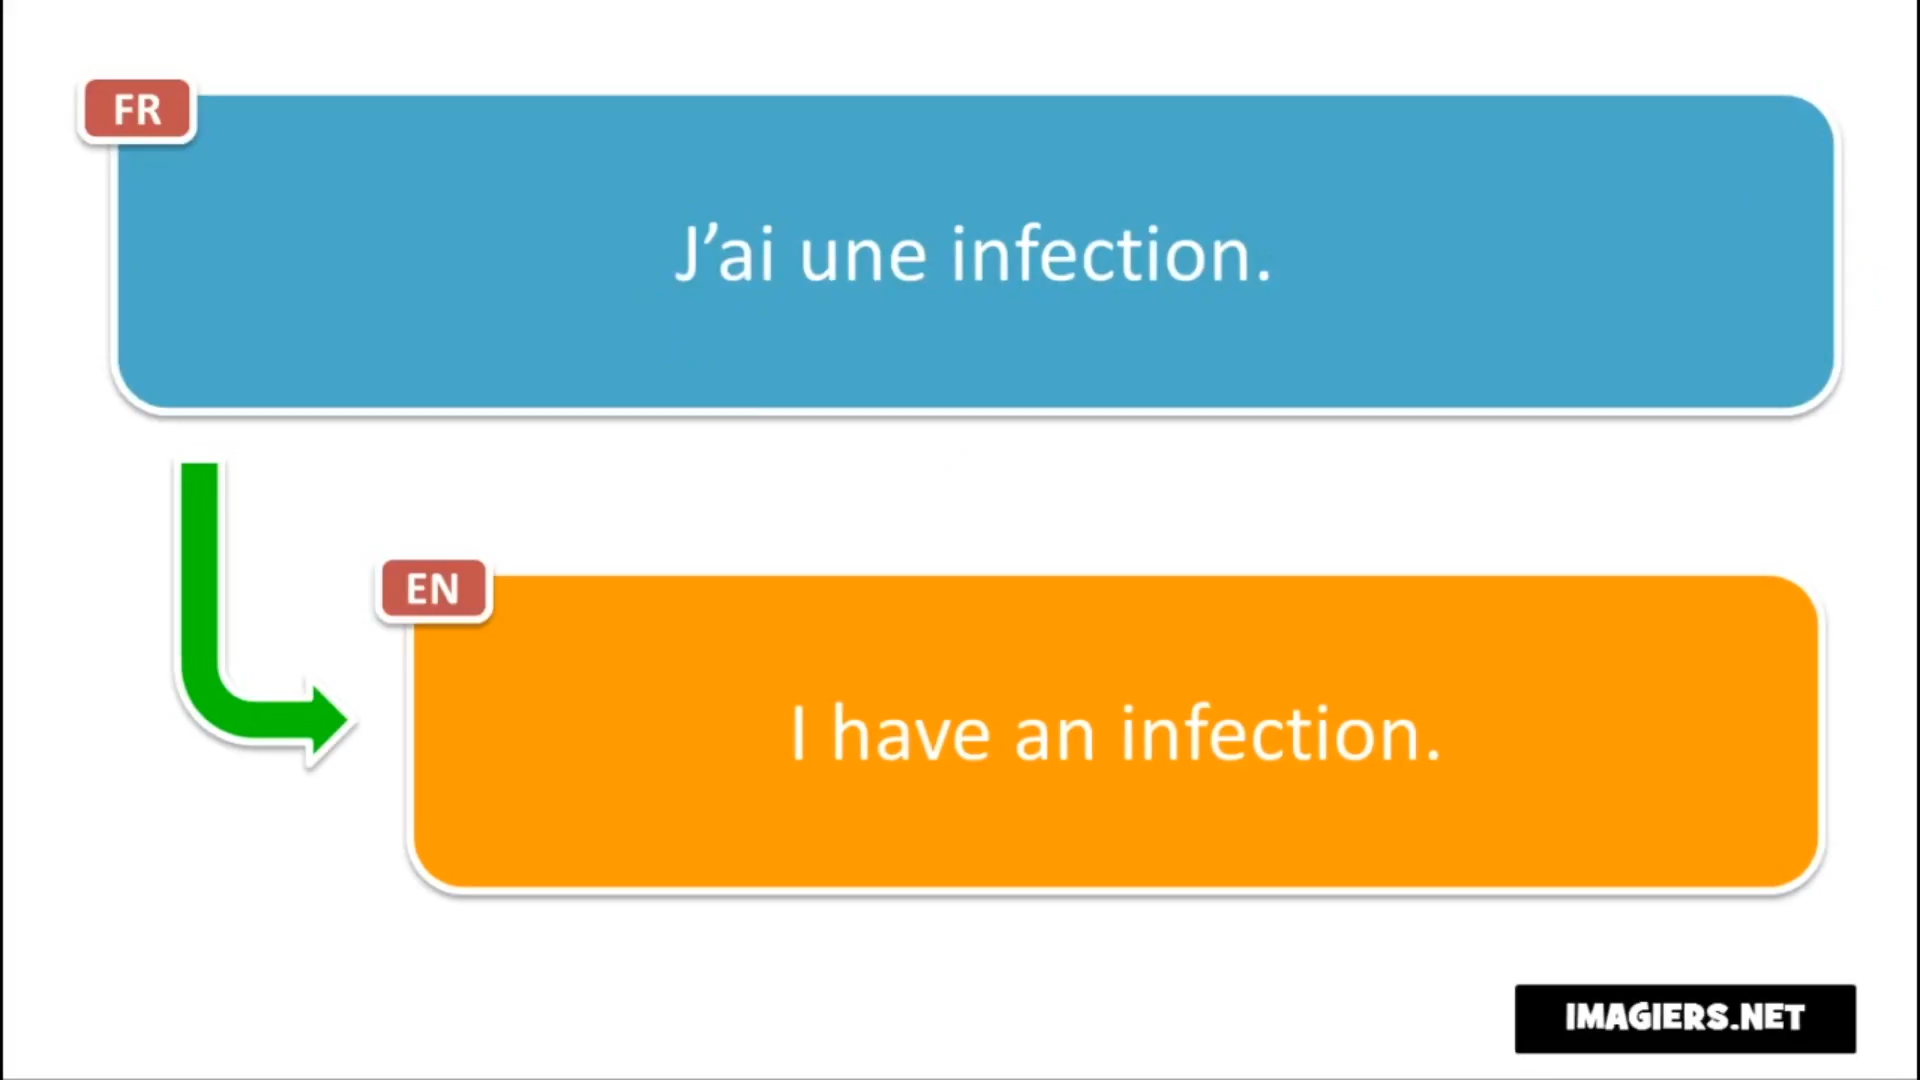 FR
J’ai une infection.
EN
I have an infection.
IMAGIERS.NET